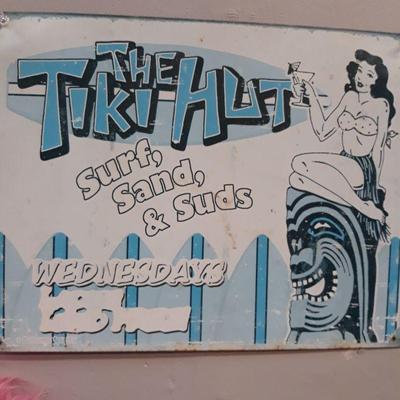 THE
TIKI HUT
Surf,
Sand,
& Suds
WEDNESDAYS